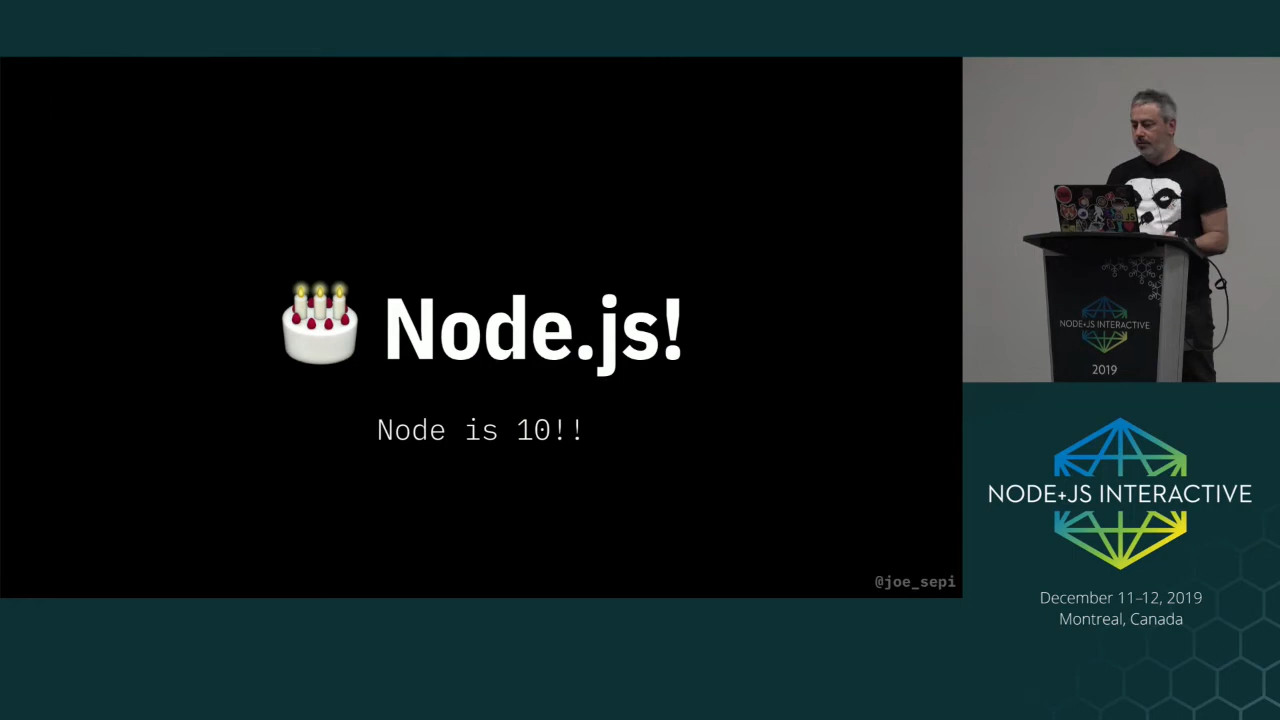 🎂 Node.js!
Node is 10!!
@joe_sepi
JS
NODE+JS INTERACTIVE
2019
NODE+JS INTERACTIVE
December 11–12, 2019
Montreal, Canada